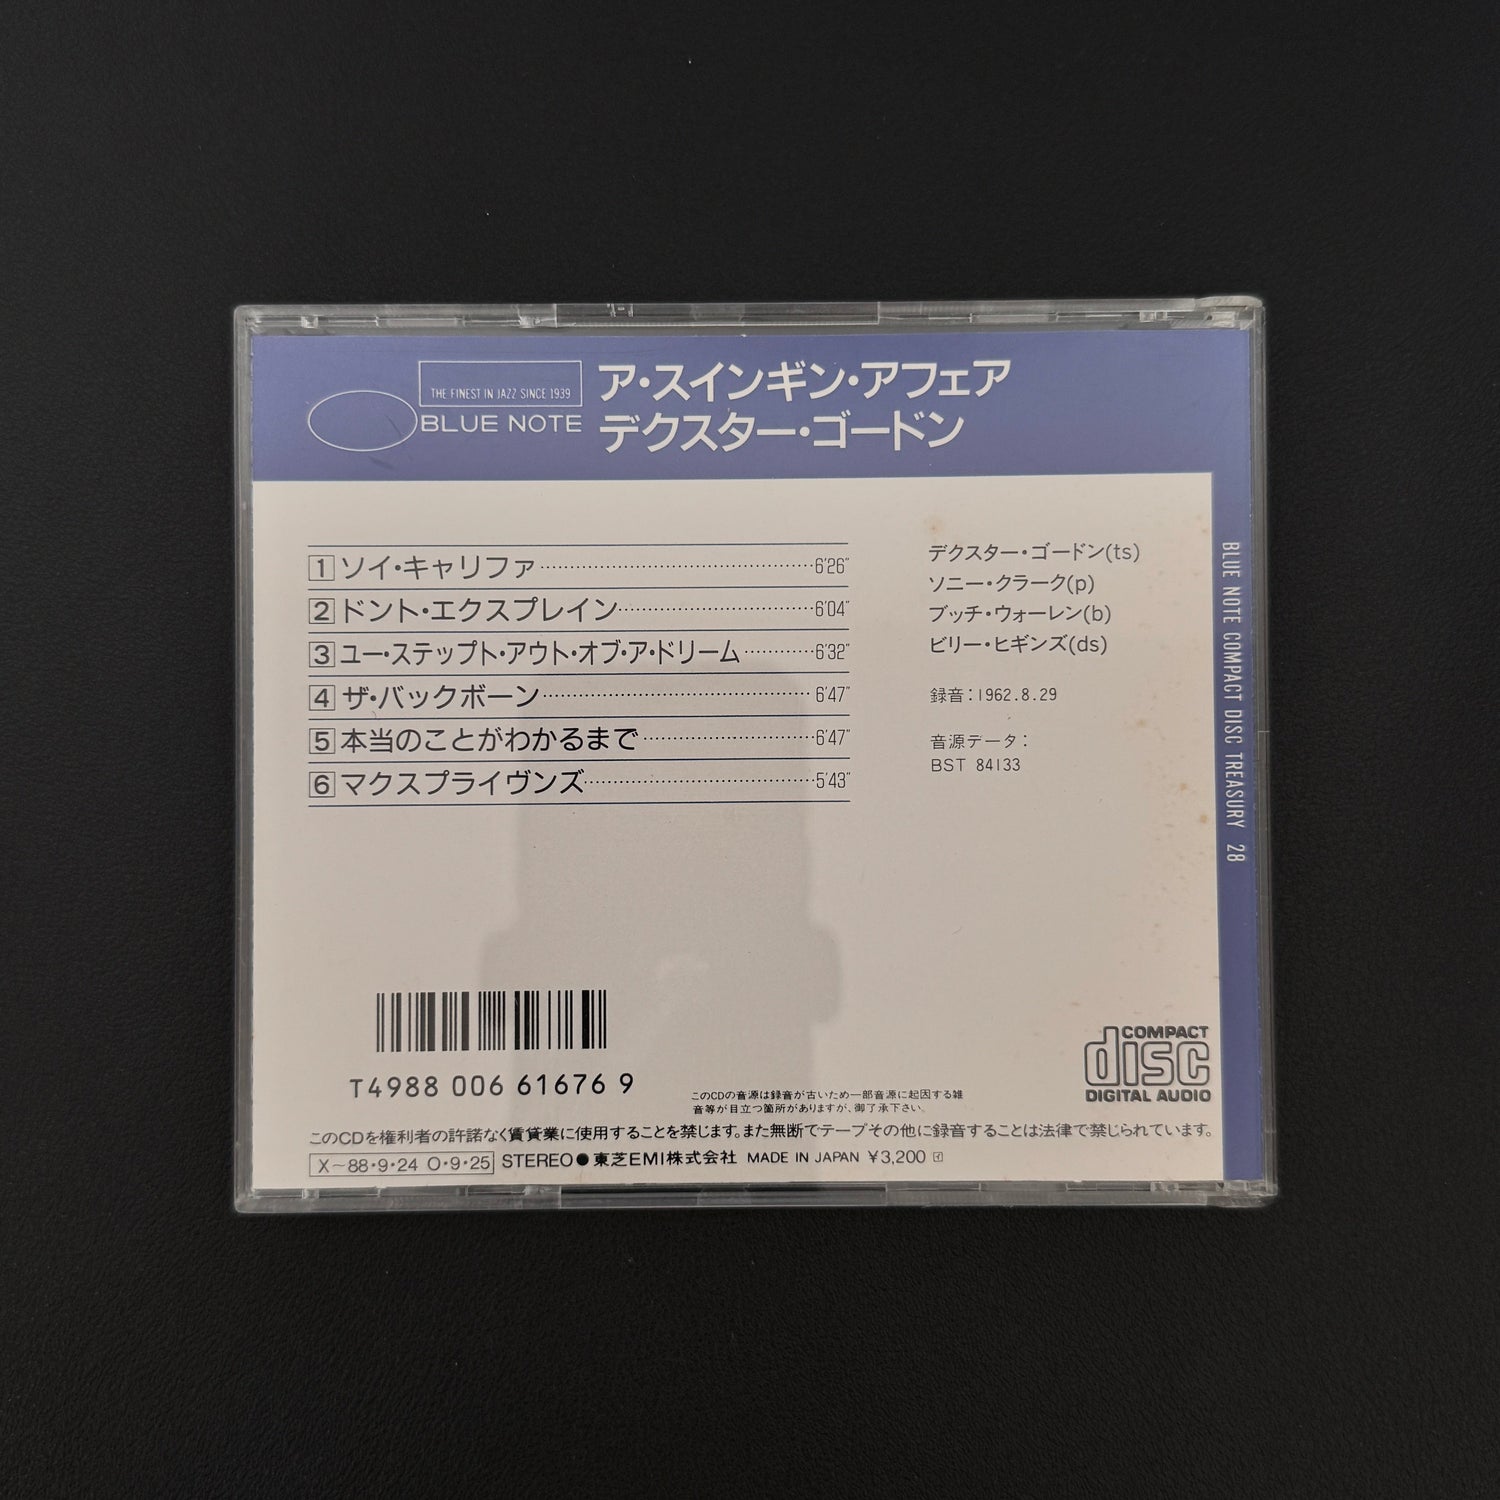 THE FINEST IN JAZZ SINCE 1939
BLUE NOTE
ア・スインギン・アフェア
デクスター・ゴードン
1 ソイ・キャリファ 6'26"
2 ドント・エクスプレイン 6'04"
3 ユー・ステップト・アウト・オブ・ア・ドリーム 6'32"
4 ザ・バックボーン 6'47"
5 本当のことがわかるまで 6'47"
6 マクスプライヴンズ 5'43"
デクスター・ゴードン(ts)
ソニー・クラーク(p)
ブッチ・ウォーレン(b)
ビリー・ヒギンズ(ds)
録音:1962.8.29
音源データ:
BST 84133
BLUE NOTE COMPACT DISC TREASURY 28
T4988 006 61676 9
このCDの音源は録音が古いため一部音源に起因する雑
音等が目立つ箇所がありますが、御了承下さい。
COMPACT
disc
DIGITAL AUDIO
このCDを権利者の許諾なく賃貸業に使用することを禁じます。また無断でテープその他に録音することは法律で禁じられています。
X~88・9・24 O・9・25 STEREO●東芝EMI株式会社 MADE IN JAPAN ¥3,200